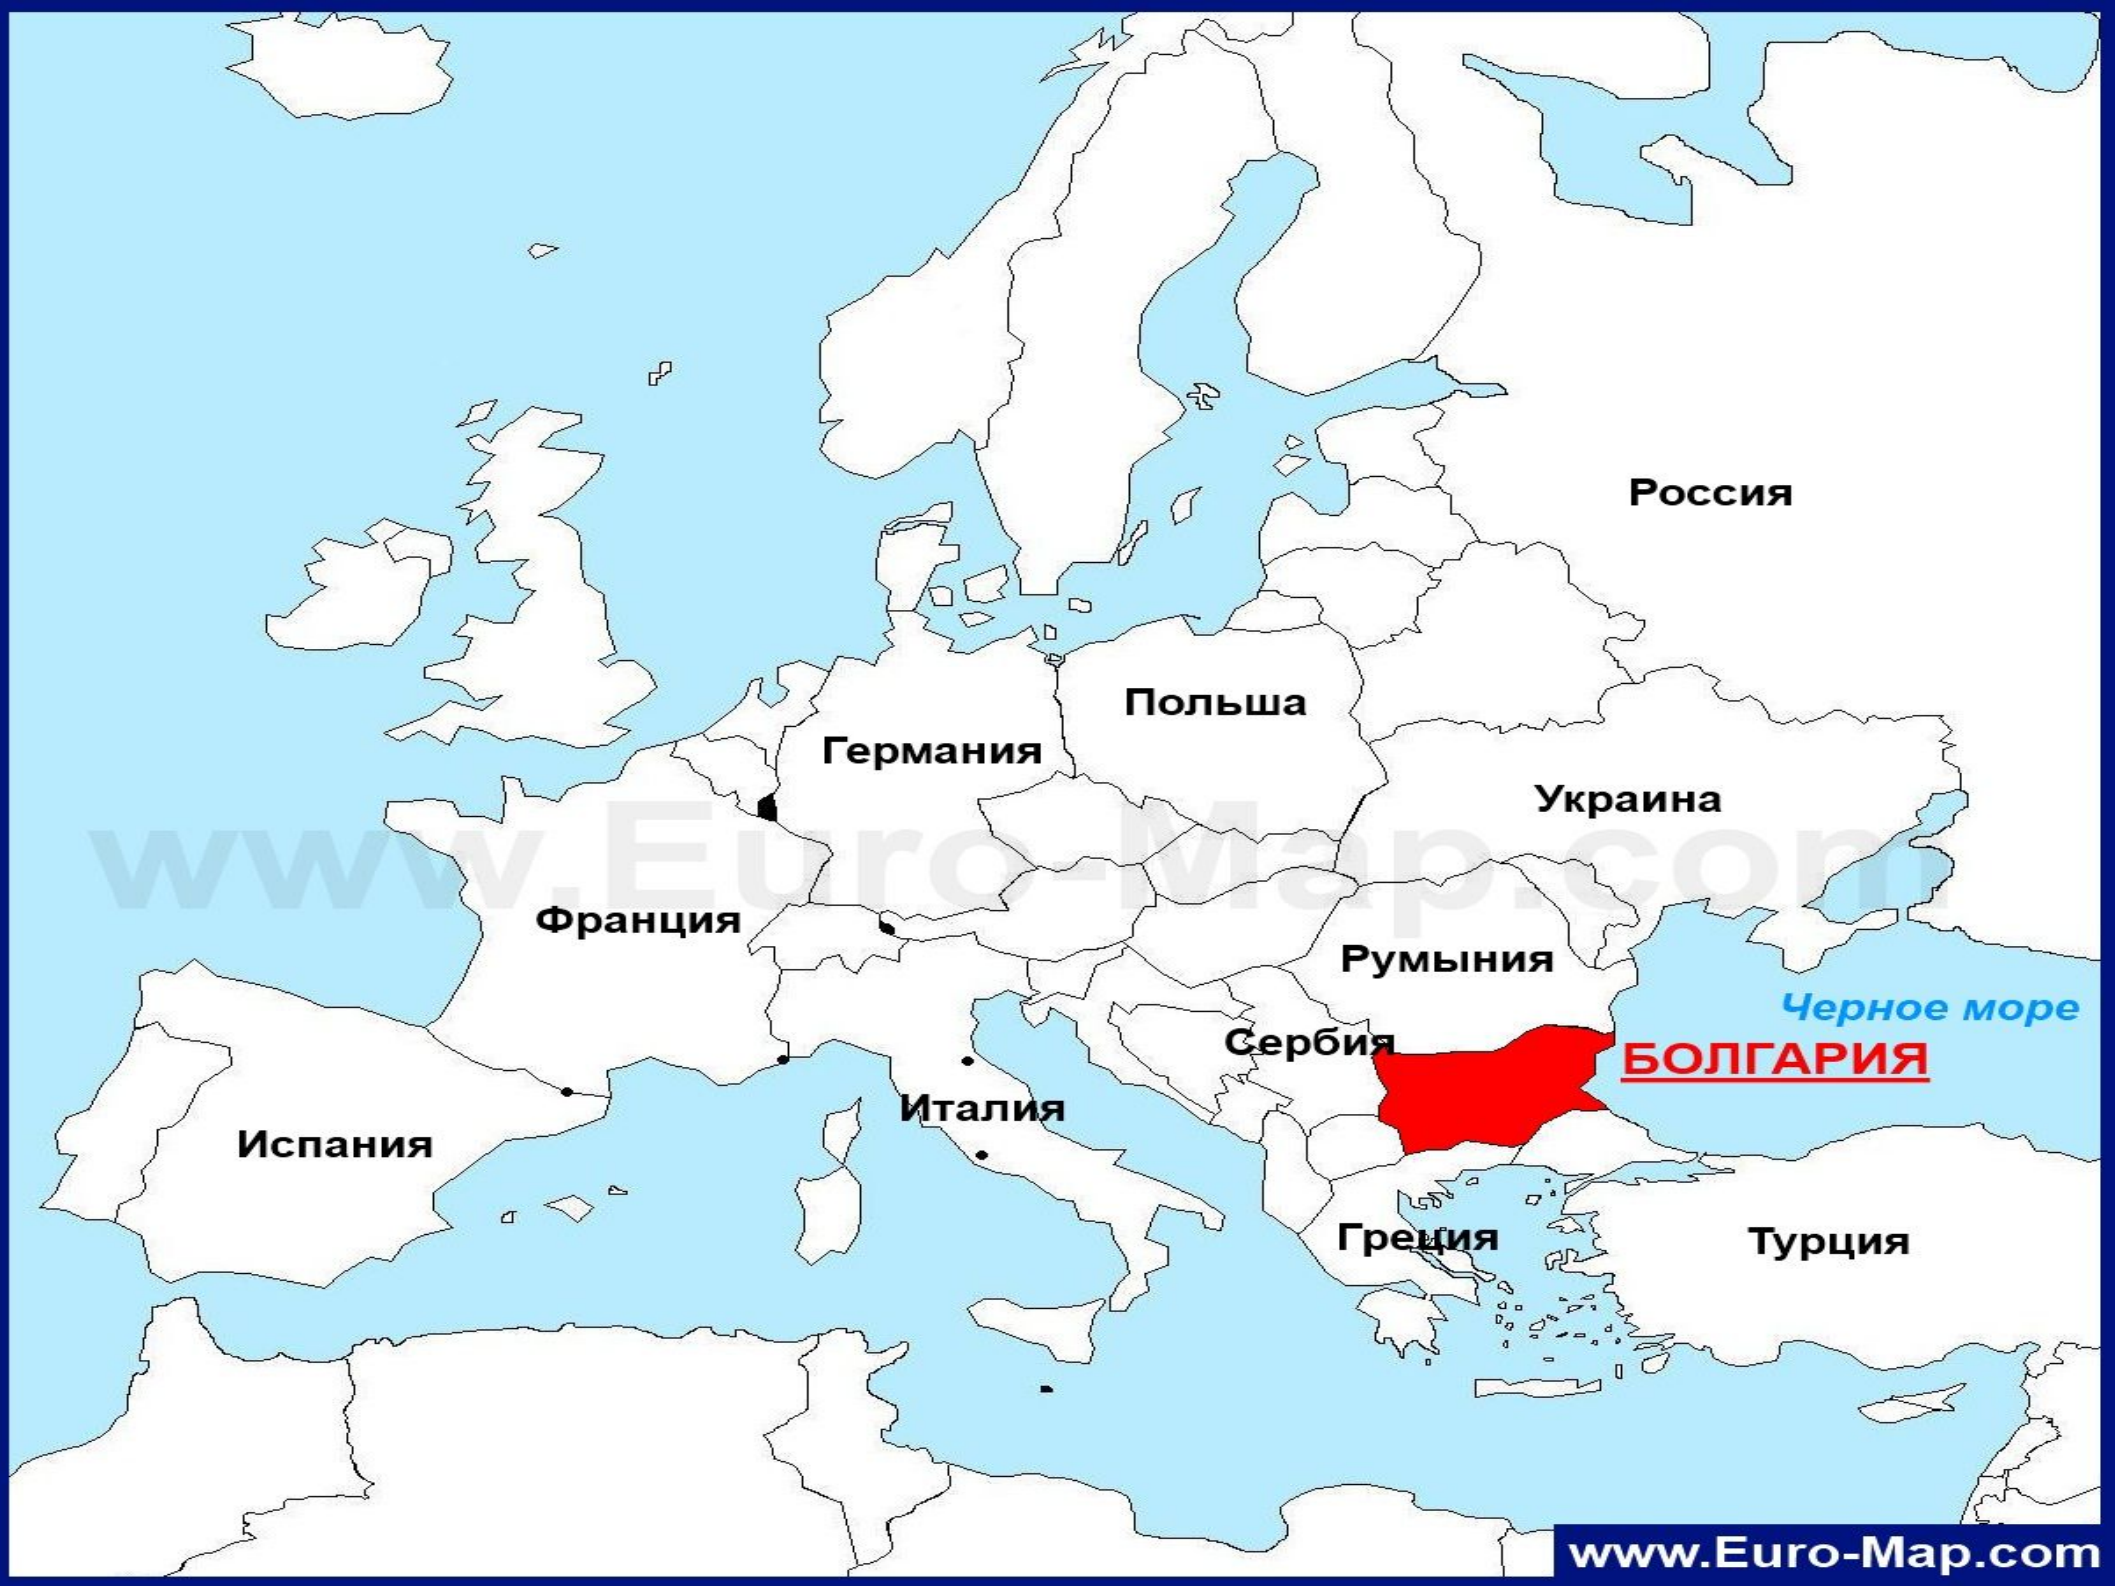 Россия
Польша
Германия
Украина
www.Euro-Map.com
Франция
Румыния
Черное море
Сербия
БОЛГАРИЯ
Италия
Испания
Греция
Турция
www.Euro-Map.com